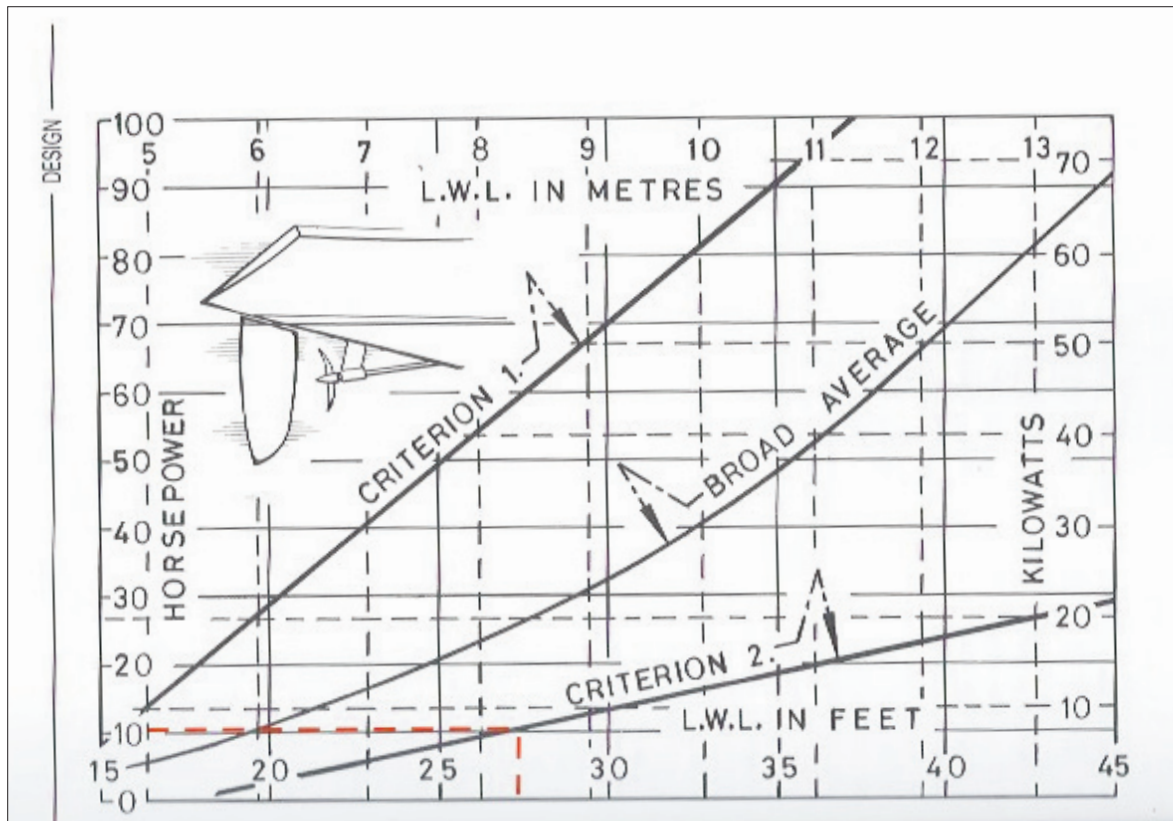 DESIGN
100
5 6 7 8 9 10 11 12 13
70
L.W.L. IN METRES
90
80
60
70
50
60
HORSE POWER
CRITERION 1.
BROAD AVERAGE
KILOWATTS
40
50
40
30
30
20
20
CRITERION 2.
10
L.W.L. IN FEET
10
15 20 25 30 35 40 45
0